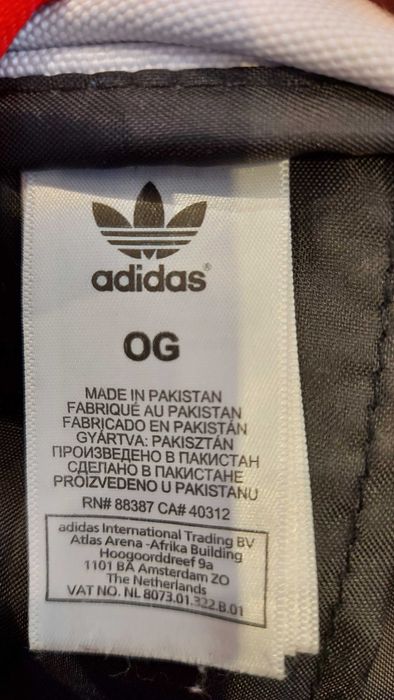 adidas®
OG
MADE IN PAKISTAN
FABRIQUÉ AU PAKISTAN
FABRICADO EN PAKISTÁN
GYÁRTVA: PAKISZTÁN
ПРОИЗВЕДЕНО В ПАКИСТАН
СДЕЛАНО В ПАКИСТАНЕ
PROIZVEDENO U PAKISTANU
RN# 88387 CA# 40312
adidas International Trading BV
Atlas Arena -Afrika Building
Hoogoorddreef 9a
1101 BA Amsterdam ZO
The Netherlands
VAT NO. NL 8073.01.322.B.01